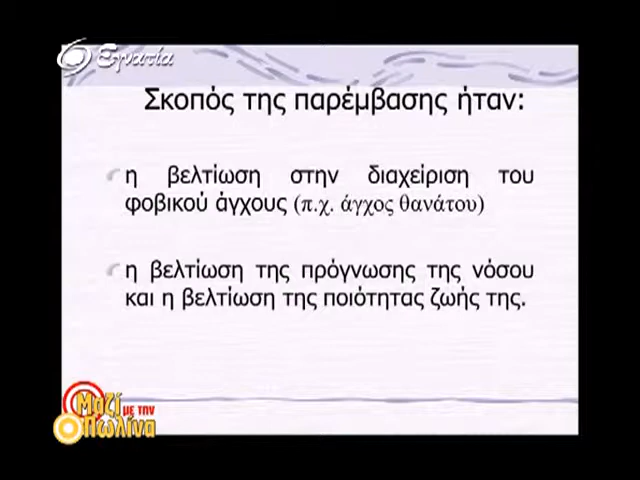 Εγνατία
Σκοπός της παρέμβασης ήταν:
η βελτίωση στην διαχείριση του
φοβικού άγχους (π.χ. άγχος θανάτου)
η βελτίωση της πρόγνωσης της νόσου
και η βελτίωση της ποιότητας ζωής της.
Μαζί
με την
Πωλίνα